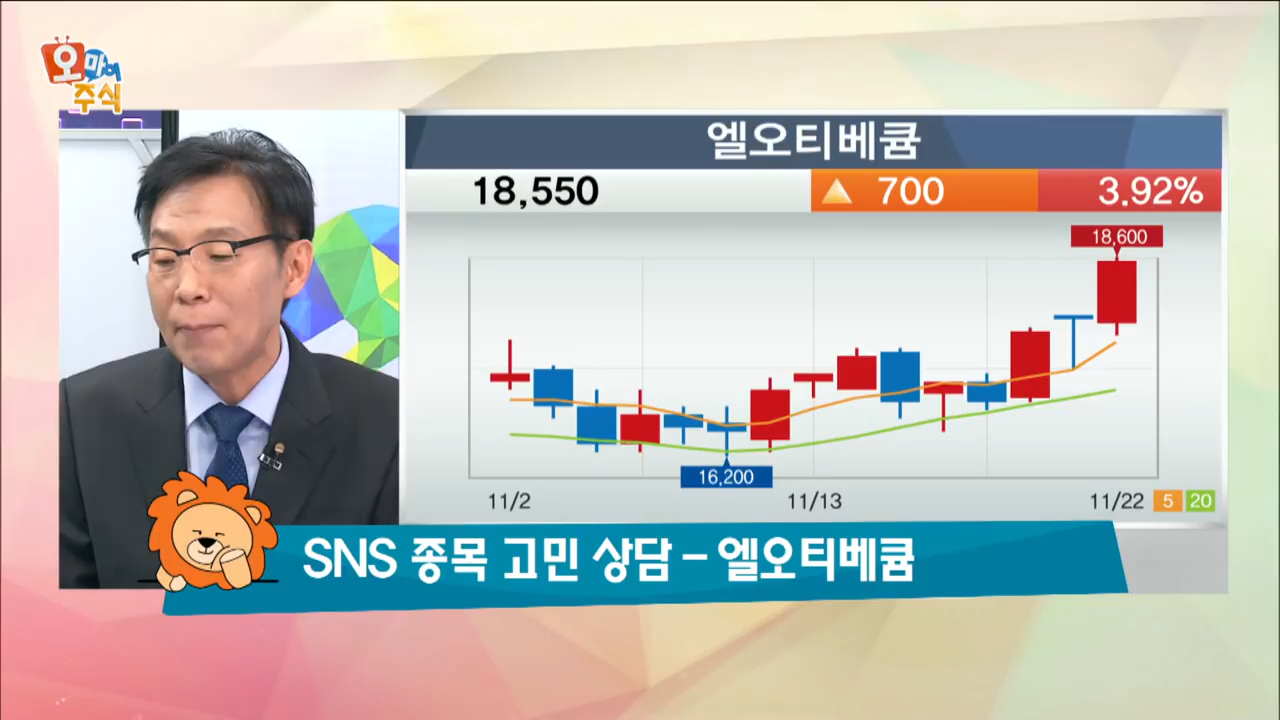 오 마이
주식
엘오티베큠
18,550
700
3.92%
18,600
16,200
11/2
11/13
11/22
5
20
SNS 종목 고민 상담 – 엘오티베큠